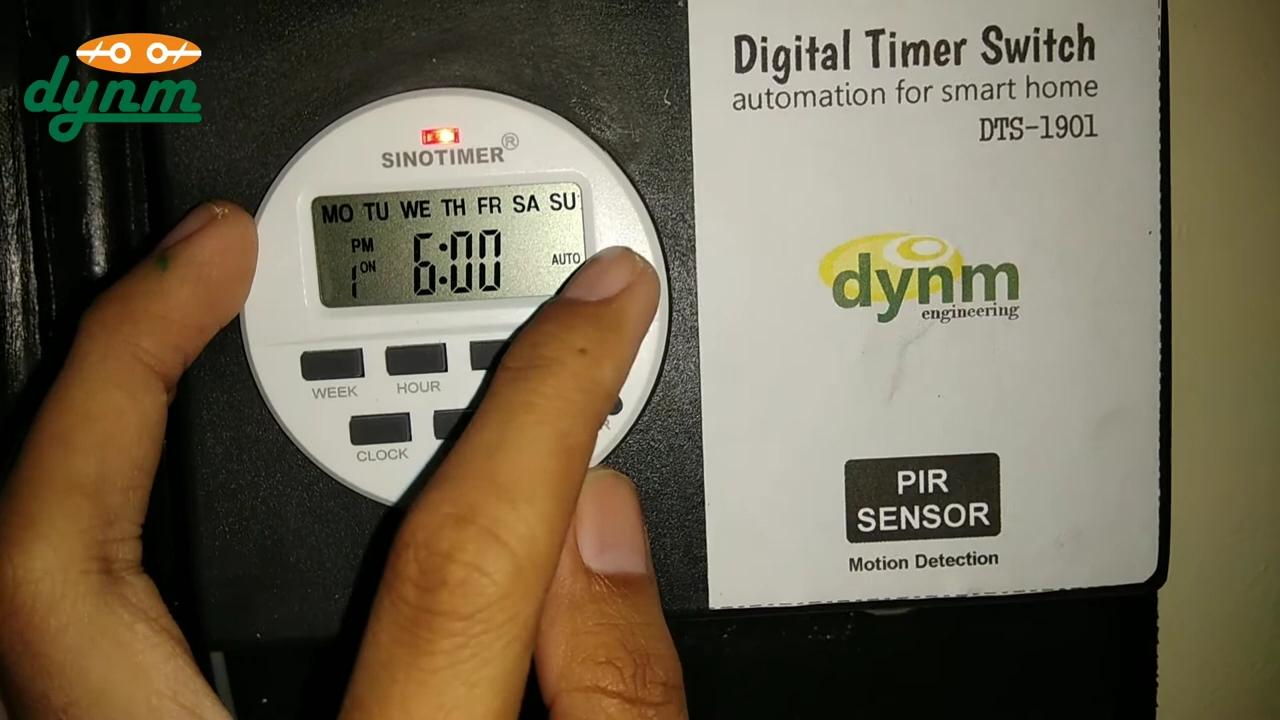 dynm
SINOTIMER®
MO TU WE TH FR SA SU
PM
1 ON 6:00 AUTO
WEEK HOUR
CLOCK
Digital Timer Switch
automation for smart home
DTS-1901
dynm
engineering
PIR
SENSOR
Motion Detection